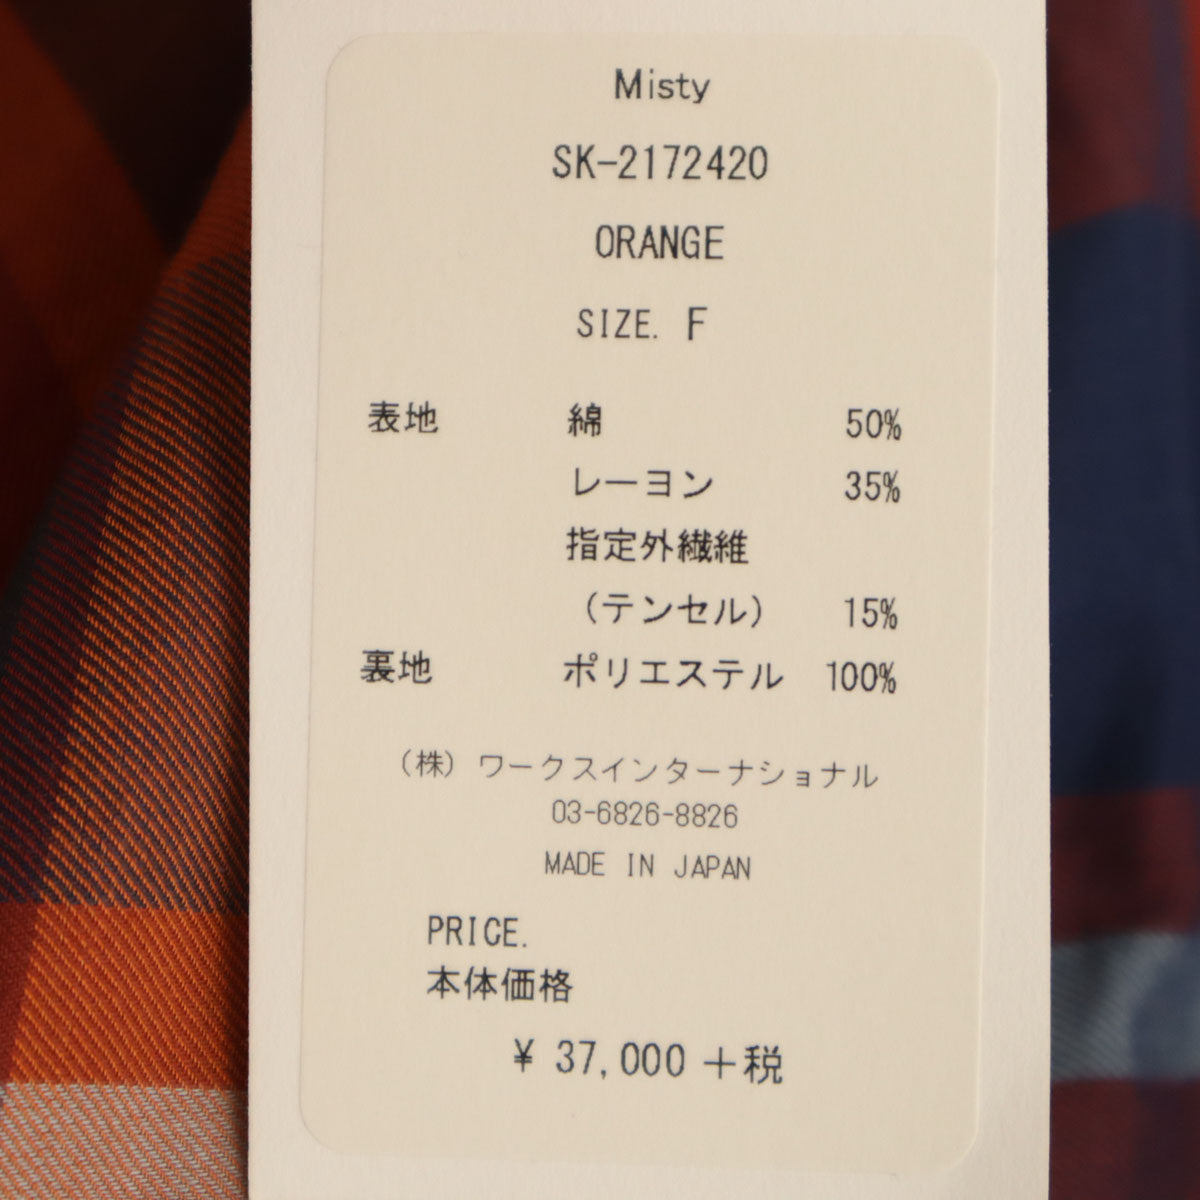 Misty
SK-2172420
ORANGE
SIZE. F
表地 綿 50%
レーヨン 35%
指定外繊維
（テンセル） 15%
裏地 ポリエステル 100%
（株）ワークスインターナショナル
03-6826-8826
MADE IN JAPAN
PRICE.
本体価格
¥ 37,000 +税